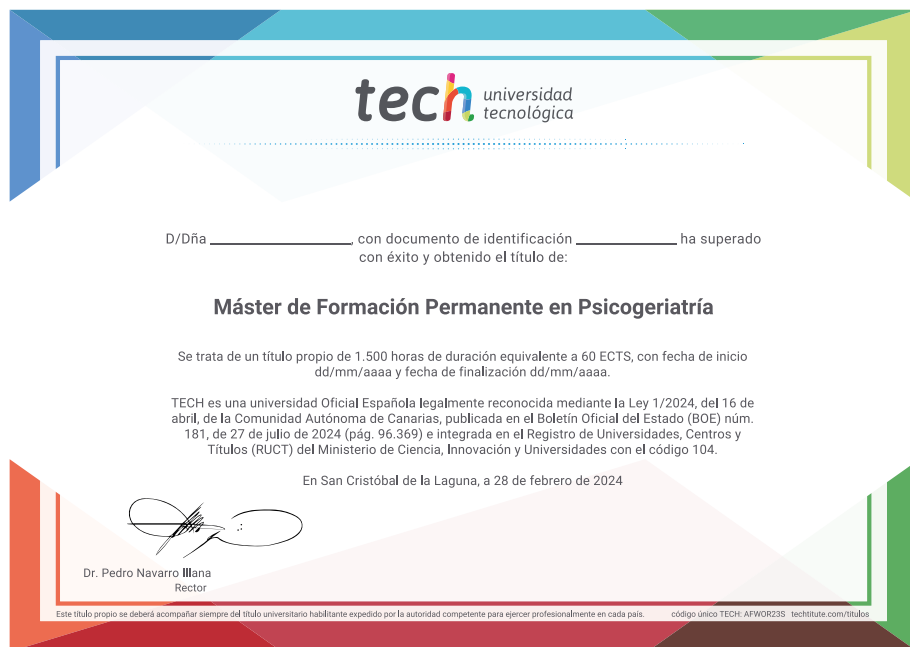 tech universidad
tecnológica
D/Dña ________________, con documento de identificación ____________ ha superado
con éxito y obtenido el título de:
Máster de Formación Permanente en Psicogeriatría
Se trata de un título propio de 1.500 horas de duración equivalente a 60 ECTS, con fecha de inicio
dd/mm/aaaa y fecha de finalización dd/mm/aaaa.
TECH es una universidad Oficial Española legalmente reconocida mediante la Ley 1/2024, del 16 de
abril, de la Comunidad Autónoma de Canarias, publicada en el Boletín Oficial del Estado (BOE) núm.
181, de 27 de julio de 2024 (pág. 96.369) e integrada en el Registro de Universidades, Centros y
Títulos (RUCT) del Ministerio de Ciencia, Innovación y Universidades con el código 104.
En San Cristóbal de la Laguna, a 28 de febrero de 2024
Dr. Pedro Navarro Illana
Rector
Este título propio se deberá acompañar siempre del título universitario habilitante expedido por la autoridad competente para ejercer profesionalmente en cada país. código único TECH: AFWOR23S techtitute.com/titulos